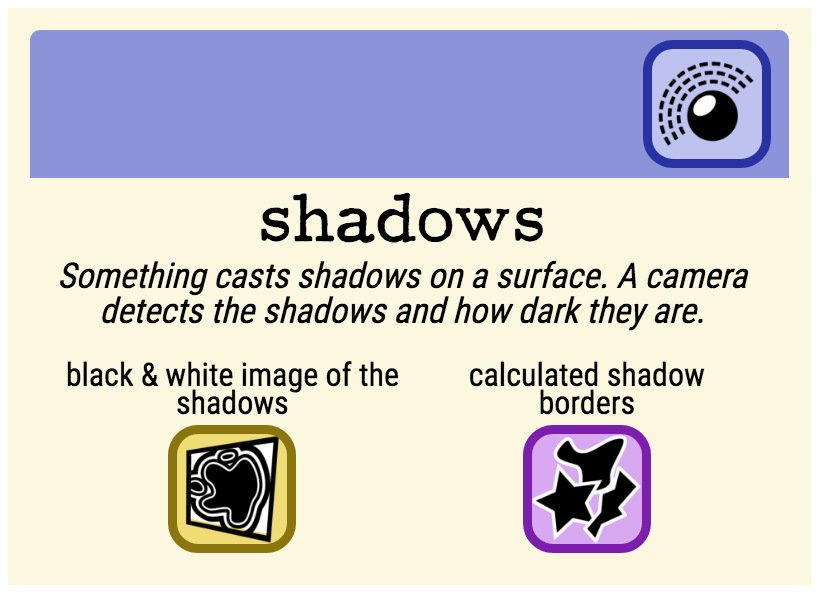 shadows
Something casts shadows on a surface. A camera
detects the shadows and how dark they are.
black & white image of the
shadows
calculated shadow
borders